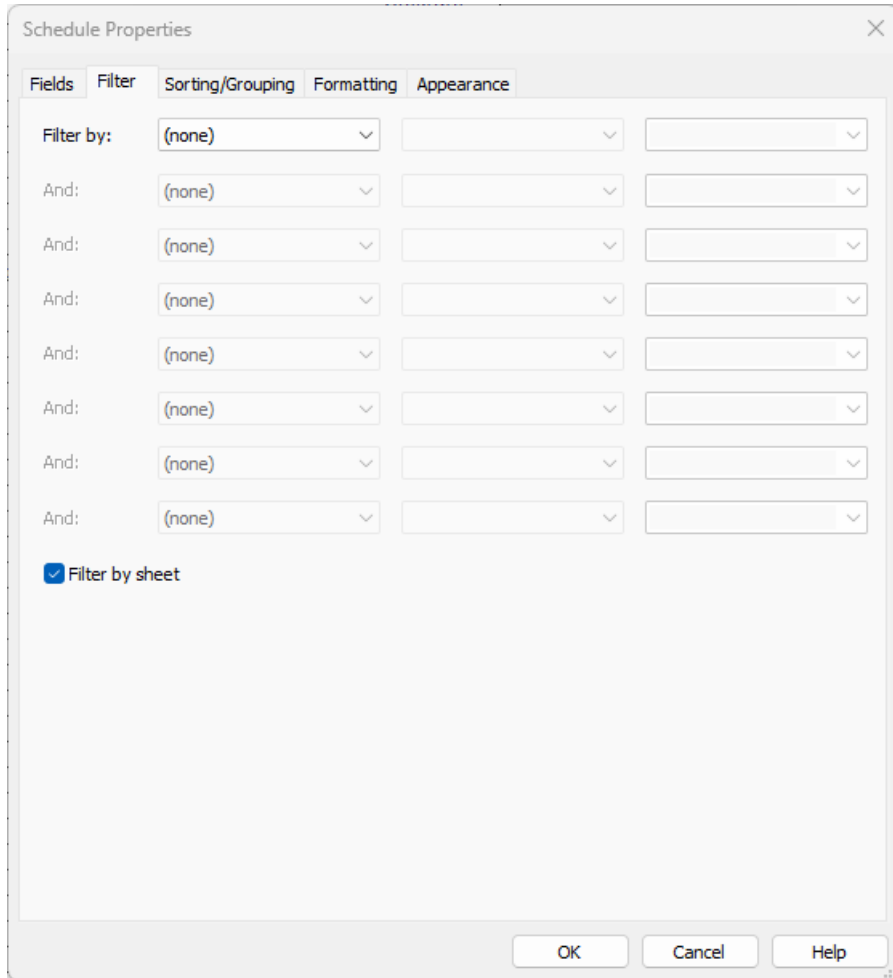 Schedule Properties
Fields Filter Sorting/Grouping Formatting Appearance
Filter by: (none)
And: (none)
And: (none)
And: (none)
And: (none)
And: (none)
And: (none)
And: (none)
Filter by sheet
OK Cancel Help